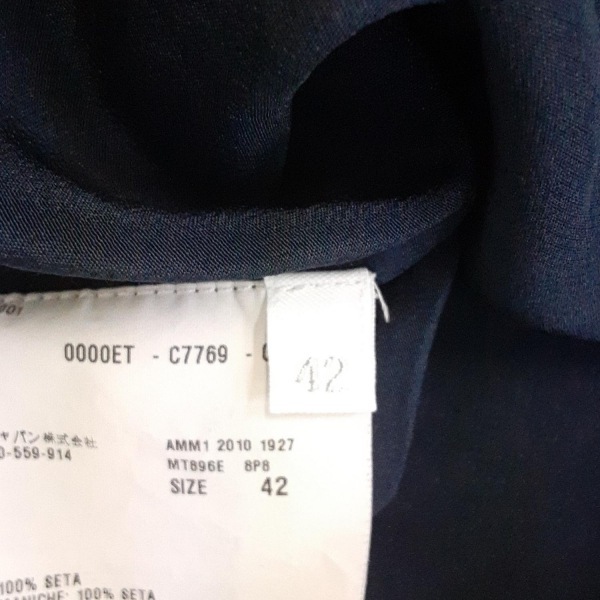 0000ET - C7769 -
42
ャパン株式会社
0-559-914
AMM1 2010 1927
MT896E 8P8
SIZE 42
100% SETA
ANICHE: 100% SETA